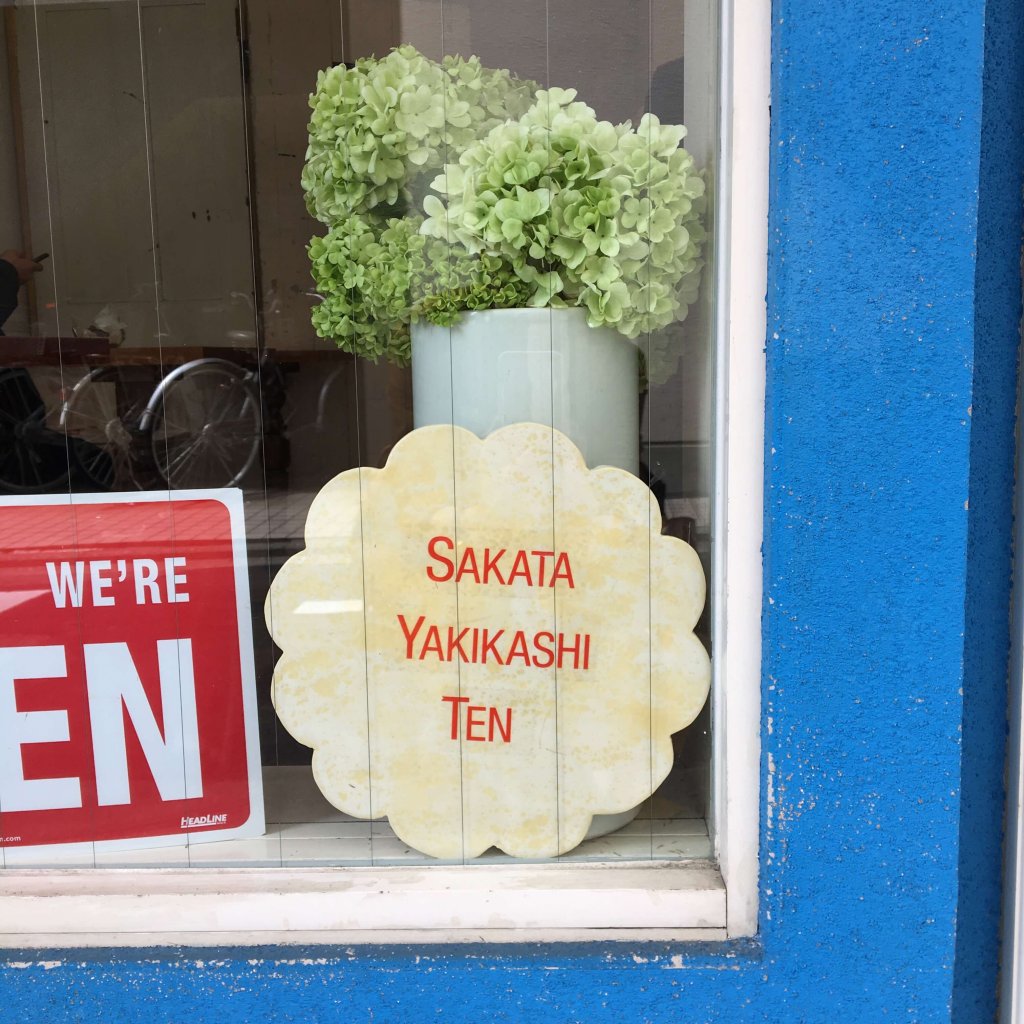 WE'RE
EN
HEADLINE
SAKATA
YAKIKASHI
TEN